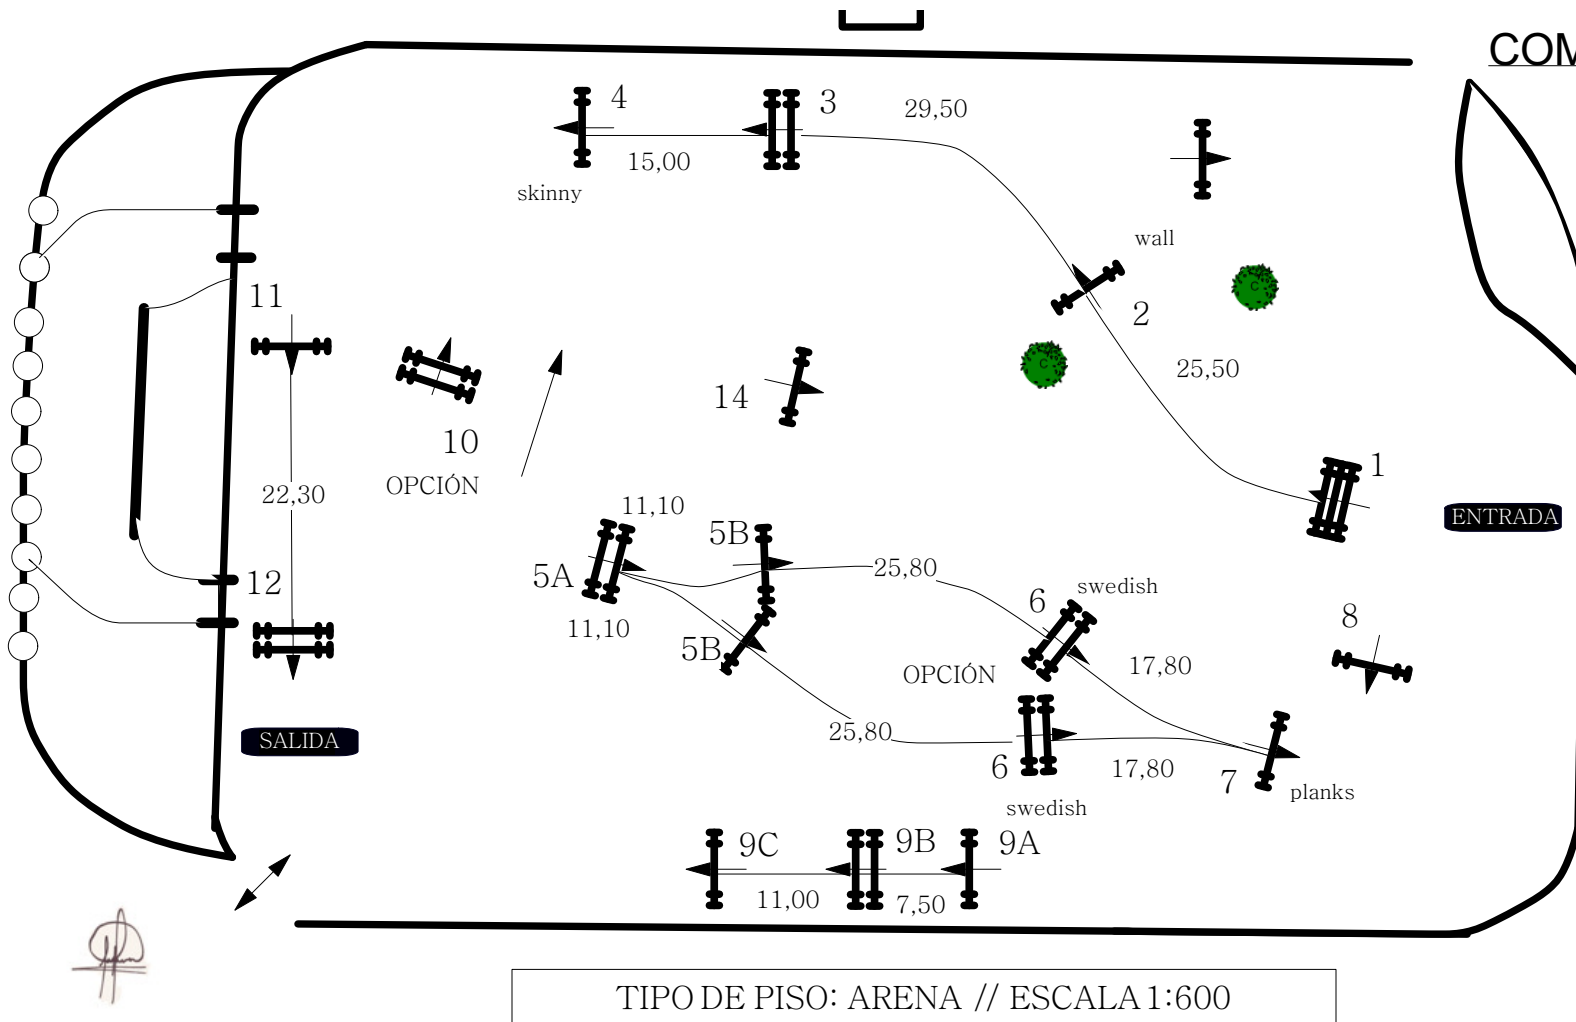 COM
4
3
29,50
15,00
skinny
wall
11
2
25,50
14
10
OPCIÓN
1
22,30
ENTRADA
11,10
5B
5A
25,80
swedish
12
6
8
11,10
5B
OPCIÓN
17,80
SALIDA
25,80
6
17,80
7
planks
swedish
9C
9B
9A
11,00
7,50
TIPO DE PISO: ARENA // ESCALA 1:600
C
C